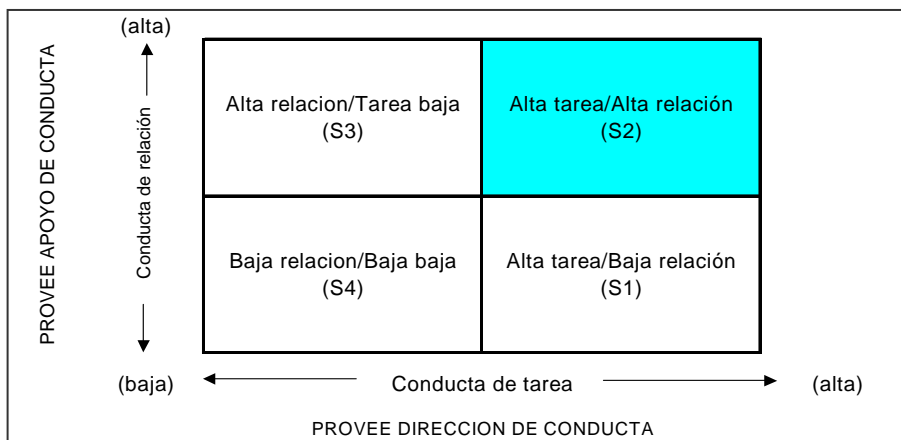 (alta)
PROVEE APOYO DE CONDUCTA
Conducta de relación
Alta relacion/Tarea baja
(S3)
Alta tarea/Alta relación
(S2)
Baja relacion/Baja baja
(S4)
Alta tarea/Baja relación
(S1)
(baja)
Conducta de tarea
(alta)
PROVEE DIRECCION DE CONDUCTA